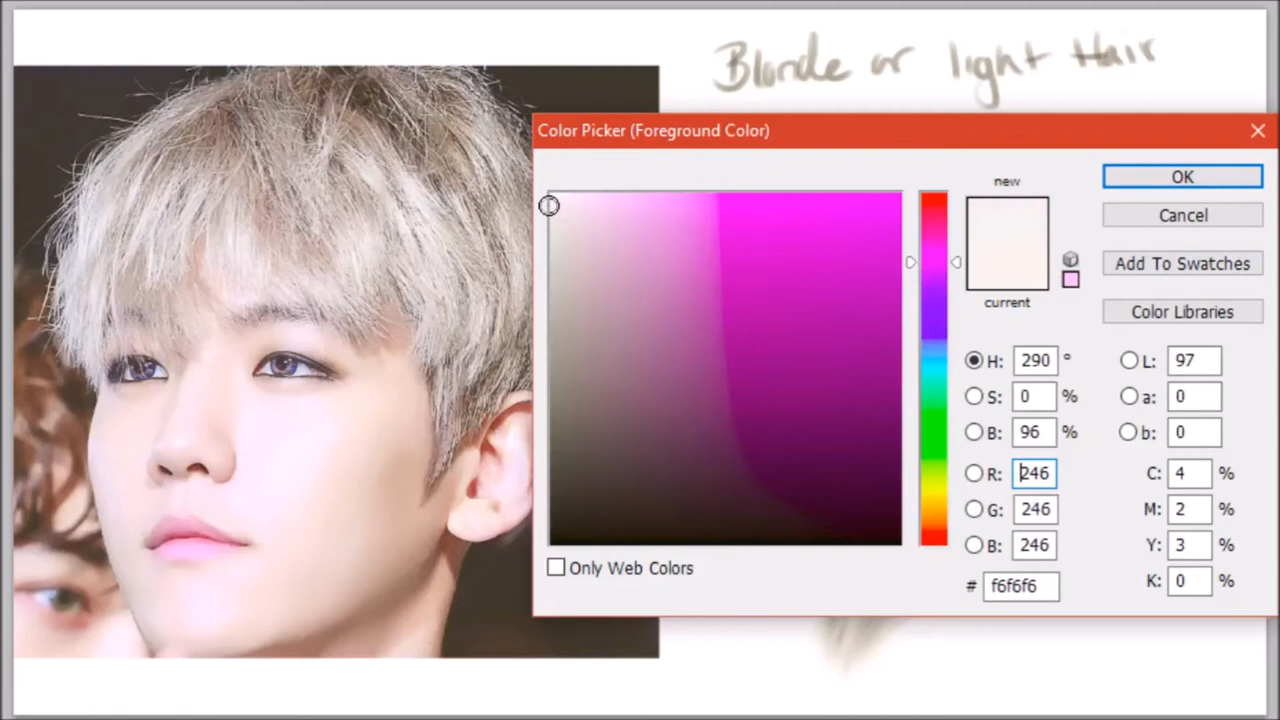 Blonde or light Hair
Color Picker (Foreground Color)
new
current
OK
Cancel
Add To Swatches
Color Libraries
H: 290 °
S: 0 %
B: 96 %
R: 246
G: 246
B: 246
# f6f6f6
L: 97
a: 0
b: 0
C: 4 %
M: 2 %
Y: 3 %
K: 0 %
Only Web Colors